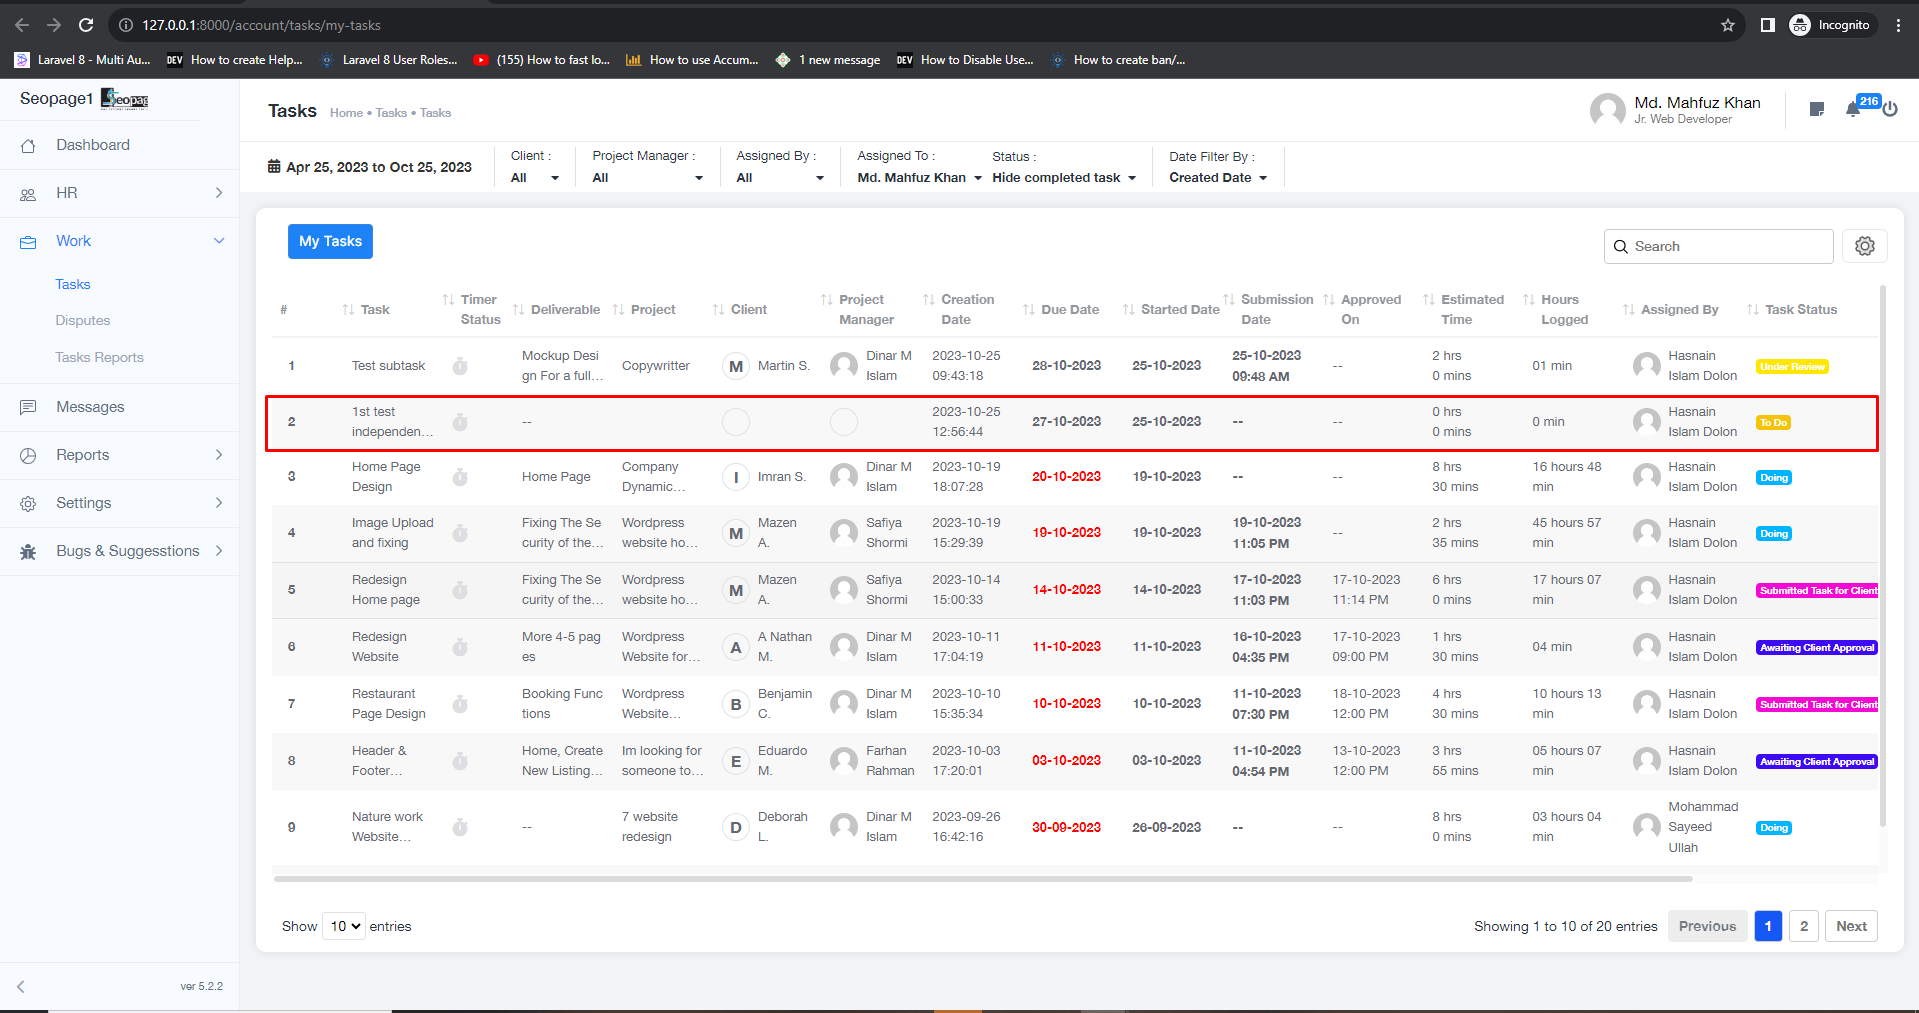 127.0.0.1:8000/account/tasks/my-tasks
Incognito
Laravel 8 - Multi Au...
DEV How to create Help...
Laravel 8 User Roles...
(155) How to fast lo...
How to use Accum...
1 new message
DEV How to Disable Use...
How to create ban/...
Seopage1
Tasks
Home • Tasks • Tasks
Md. Mahfuz Khan
Jr. Web Developer
216
Dashboard
HR
Work
Tasks
Disputes
Tasks Reports
Messages
Reports
Settings
Bugs & Suggesstions
ver 5.2.2
Apr 25, 2023 to Oct 25, 2023
Client :
All
Project Manager :
All
Assigned By :
All
Assigned To :
Md. Mahfuz Khan
Status :
Hide completed task
Date Filter By :
Created Date
My Tasks
Search
# Task Timer Status Deliverable Project Client Project Manager Creation Date Due Date Started Date Submission Date Approved On Estimated Time Hours Logged Assigned By Task Status
1 Test subtask Mockup Desi gn For a full... Copywritter M Martin S. Dinar M Islam 2023-10-25 09:43:18 28-10-2023 25-10-2023 25-10-2023 09:48 AM -- 2 hrs 0 mins 01 min Hasnain Islam Dolon Under Review
2 1st test independen... -- 2023-10-25 12:56:44 27-10-2023 25-10-2023 -- -- 0 hrs 0 mins 0 min Hasnain Islam Dolon To Do
3 Home Page Design Home Page Company Dynamic... I Imran S. Dinar M Islam 2023-10-19 18:07:28 20-10-2023 19-10-2023 -- -- 8 hrs 30 mins 16 hours 48 min Hasnain Islam Dolon Doing
4 Image Upload and fixing Fixing The Se curity of the... Wordpress website ho... M Mazen A. Safiya Shormi 2023-10-19 15:29:39 19-10-2023 19-10-2023 19-10-2023 11:05 PM -- 2 hrs 35 mins 45 hours 57 min Hasnain Islam Dolon Doing
5 Redesign Home page Fixing The Se curity of the... Wordpress website ho... M Mazen A. Safiya Shormi 2023-10-14 15:00:33 14-10-2023 14-10-2023 17-10-2023 11:03 PM 17-10-2023 11:14 PM 6 hrs 0 mins 17 hours 07 min Hasnain Islam Dolon Submitted Task for Client
6 Redesign Website More 4-5 pag es Wordpress Website for... A A Nathan M. Dinar M Islam 2023-10-11 17:04:19 11-10-2023 11-10-2023 16-10-2023 04:35 PM 17-10-2023 09:00 PM 1 hrs 30 mins 04 min Hasnain Islam Dolon Awaiting Client Approval
7 Restaurant Page Design Booking Func tions Wordpress Website... B Benjamin C. Dinar M Islam 2023-10-10 15:35:34 10-10-2023 10-10-2023 11-10-2023 07:30 PM 18-10-2023 12:00 PM 4 hrs 30 mins 10 hours 13 min Hasnain Islam Dolon Submitted Task for Client
8 Header & Footer... Home, Create New Listing... Im looking for someone to... E Eduardo M. Farhan Rahman 2023-10-03 17:20:01 03-10-2023 03-10-2023 11-10-2023 04:54 PM 13-10-2023 12:00 PM 3 hrs 55 mins 05 hours 07 min Hasnain Islam Dolon Awaiting Client Approval
9 Nature work Website... -- 7 website redesign D Deborah L. Dinar M Islam 2023-09-26 16:42:16 30-09-2023 26-09-2023 -- -- 8 hrs 0 mins 03 hours 04 min Mohammad Sayeed Ullah Doing
Show 10 entries
Showing 1 to 10 of 20 entries
Previous 1 2 Next